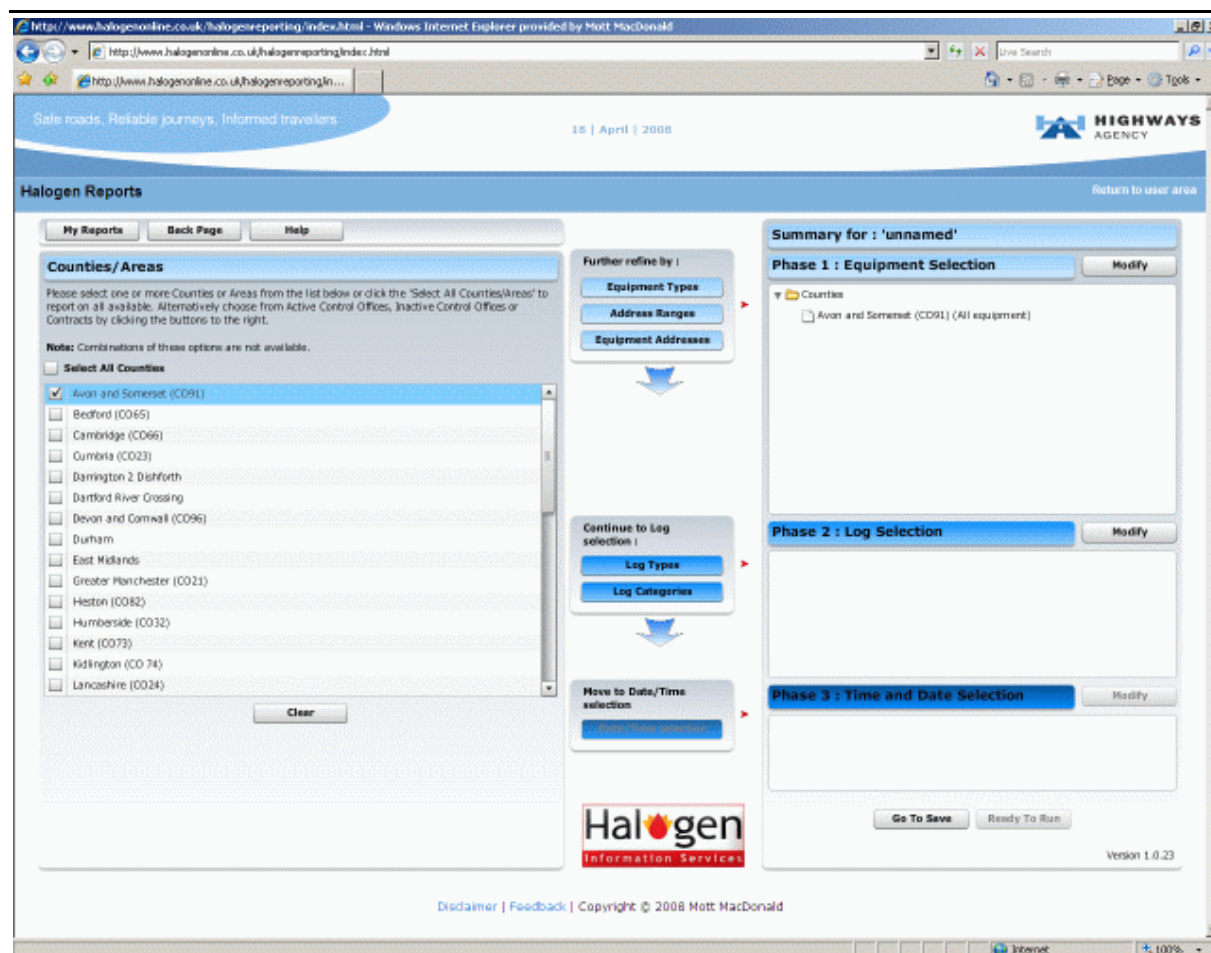 http://www.halogenonline.co.uk/halogenreporting/index.html - Windows Internet Explorer provided by Mott MacDonald
http://www.halogenonline.co.uk/halogenreporting/index.html
Live Search
http://www.halogenonline.co.uk/halogenreporting/in...
Page
Tools
Safe roads, Reliable journeys, Informed travellers
18 | April | 2008
HIGHWAYS
AGENCY
Halogen Reports
Return to user area
My Reports
Back Page
Help
Counties/Areas
Please select one or more Counties or Areas from the list below or click the 'Select All Counties/Areas' to
report on all available. Alternatively choose from Active Control Offices, Inactive Control Offices or
Contracts by clicking the buttons to the right.
Note: Combinations of these options are not available.
Select All Counties
Avon and Somerset (CO91)
Bedford (CO65)
Cambridge (CO66)
Cumbria (CO23)
Darrington 2 Dishforth
Dartford River Crossing
Devon and Cornwall (CO96)
Durham
East Midlands
Greater Manchester (CO21)
Heston (CO82)
Humberside (CO32)
Kent (CO73)
Kidlington (CO 74)
Lancashire (CO24)
Clear
Further refine by :
Equipment Types
Address Ranges
Equipment Addresses
Continue to Log
selection :
Log Types
Log Categories
Move to Date/Time
selection
Date/Time selection
Halogen
Information Services
Summary for : 'unnamed'
Phase 1 : Equipment Selection
Modify
Counties
Avon and Somerset (CO91) (All equipment)
Phase 2 : Log Selection
Modify
Phase 3 : Time and Date Selection
Modify
Go To Save
Ready To Run
Version 1.0.23
Disclaimer | Feedback | Copyright © 2008 Mott MacDonald
Internet
100%